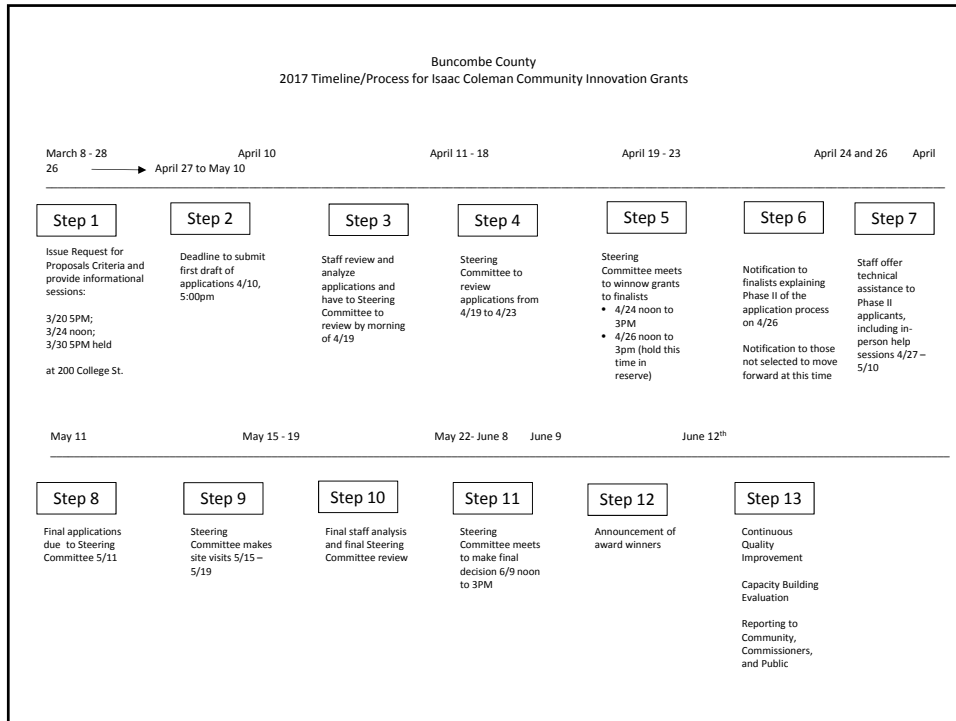 Buncombe County
2017 Timeline/Process for Isaac Coleman Community Innovation Grants
March 8 - 28 April 10 April 11 - 18 April 19 - 23 April 24 and 26 April
26 April 27 to May 10
Step 1
Issue Request for
Proposals Criteria and
provide informational
sessions:
3/20 5PM;
3/24 noon;
3/30 5PM held
at 200 College St.
Step 2
Deadline to submit
first draft of
applications 4/10,
5:00pm
Step 3
Staff review and
analyze
applications and
have to Steering
Committee to
review by morning
of 4/19
Step 4
Steering
Committee to
review
applications from
4/19 to 4/23
Step 5
Steering
Committee meets
to winnow grants
to finalists
• 4/24 noon to
3PM
• 4/26 noon to
3pm (hold this
time in
reserve)
Step 6
Notification to
finalists explaining
Phase II of the
application process
on 4/26
Notification to those
not selected to move
forward at this time
Step 7
Staff offer
technical
assistance to
Phase II
applicants,
including in-
person help
sessions 4/27 –
5/10
May 11 May 15 - 19 May 22- June 8 June 9 June 12th
Step 8
Final applications
due to Steering
Committee 5/11
Step 9
Steering
Committee makes
site visits 5/15 –
5/19
Step 10
Final staff analysis
and final Steering
Committee review
Step 11
Steering
Committee meets
to make final
decision 6/9 noon
to 3PM
Step 12
Announcement of
award winners
Step 13
Continuous
Quality
Improvement
Capacity Building
Evaluation
Reporting to
Community,
Commissioners,
and Public